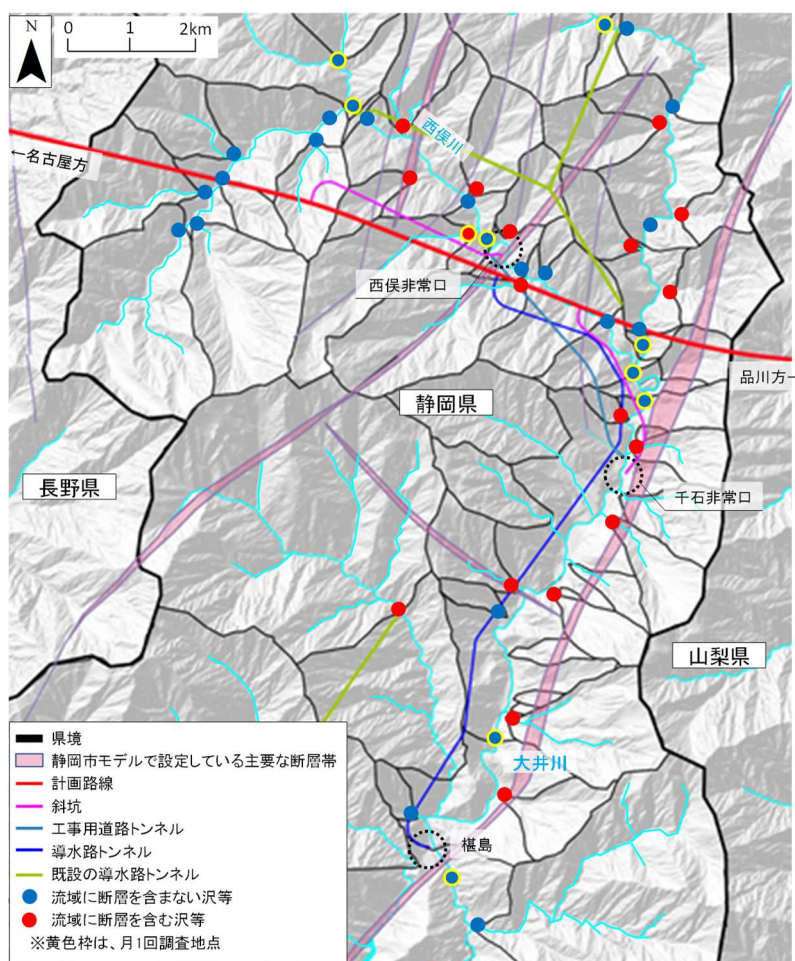 N
0 1 2km
西俣川
←名古屋方
西俣非常口
品川方
静岡県
長野県
千石非常口
山梨県
大井川
椹島
県境
静岡市モデルで設定している主要な断層帯
計画路線
斜坑
工事用道路トンネル
導水路トンネル
既設の導水路トンネル
流域に断層を含まない沢等
流域に断層を含む沢等
※黄色枠は、月1回調査地点